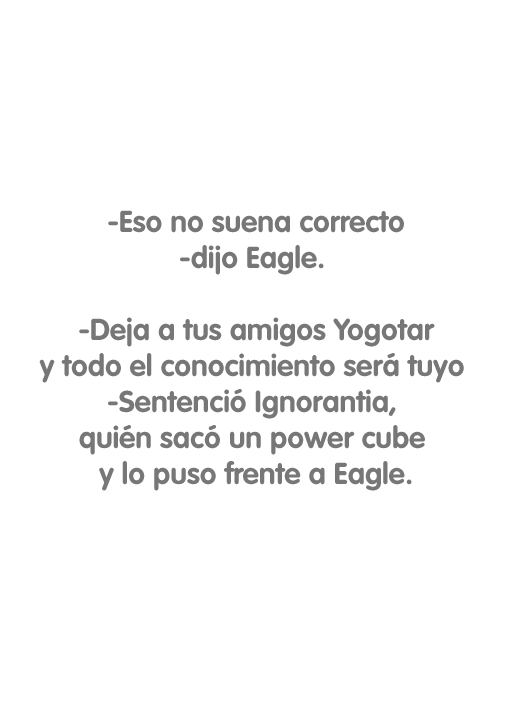 -Eso no suena correcto
-dijo Eagle.
-Deja a tus amigos Yogotar
y todo el conocimiento será tuyo
-Sentenció Ignorantia,
quién sacó un power cube
y lo puso frente a Eagle.